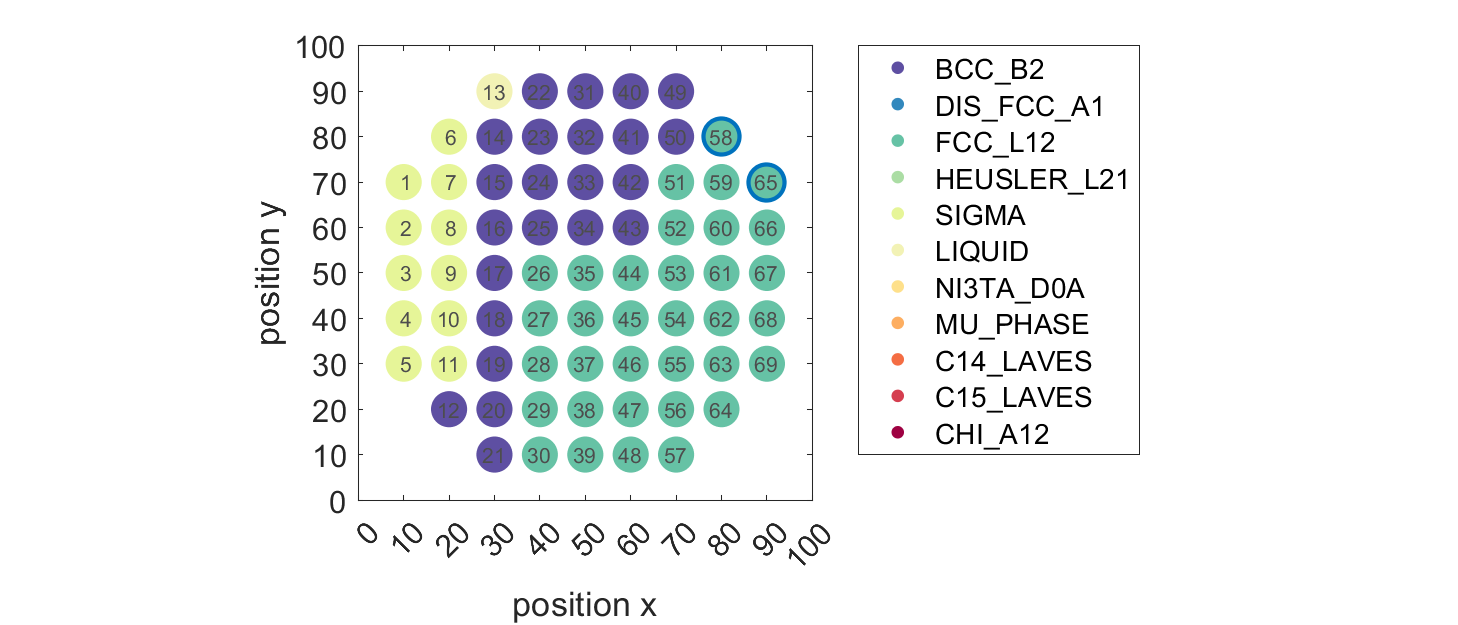 100
90
80
70
60
50
40
30
20
10
0
position y
13 22 31 40 49
6 14 23 32 41 50 58
1 7 15 24 33 42 51 59 65
2 8 16 25 34 43 52 60 66
3 9 17 26 35 44 53 61 67
4 10 18 27 36 45 54 62 68
5 11 19 28 37 46 55 63 69
12 20 29 38 47 56 64
21 30 39 48 57
0 10 20 30 40 50 60 70 80 90 100
position x
BCC_B2
DIS_FCC_A1
FCC_L12
HEUSLER_L21
SIGMA
LIQUID
NI3TA_D0A
MU_PHASE
C14_LAVES
C15_LAVES
CHI_A12